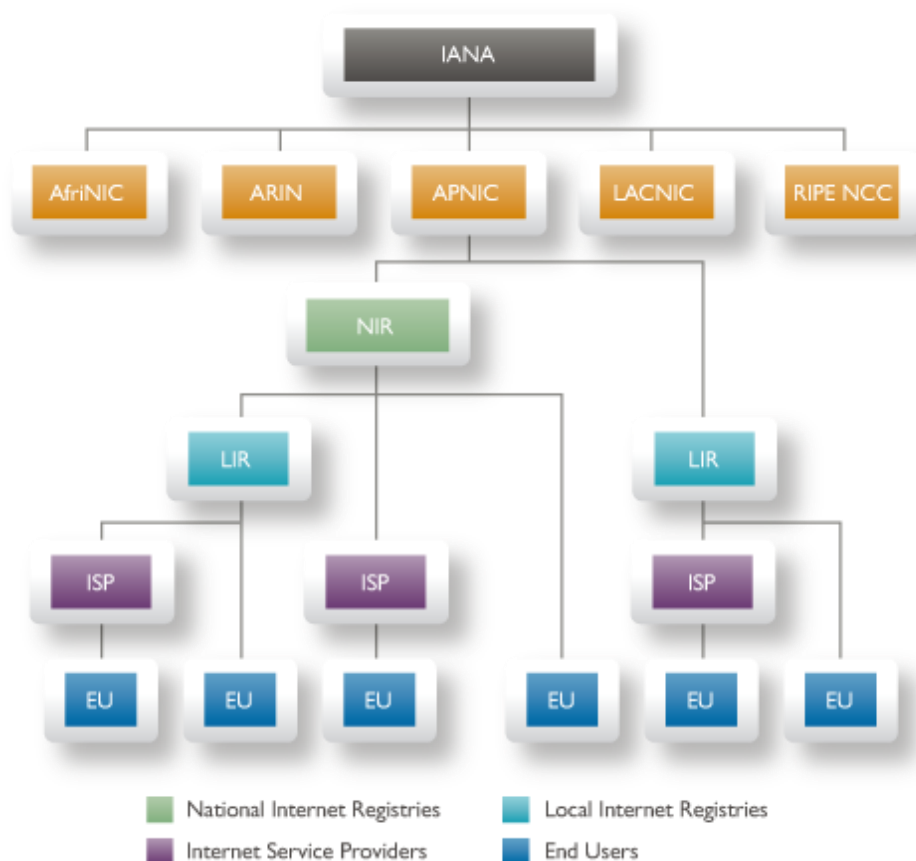 IANA
AfriNIC
ARIN
APNIC
LACNIC
RIPE NCC
NIR
LIR
LIR
ISP
ISP
ISP
EU
EU
EU
EU
EU
EU
National Internet Registries
Local Internet Registries
Internet Service Providers
End Users